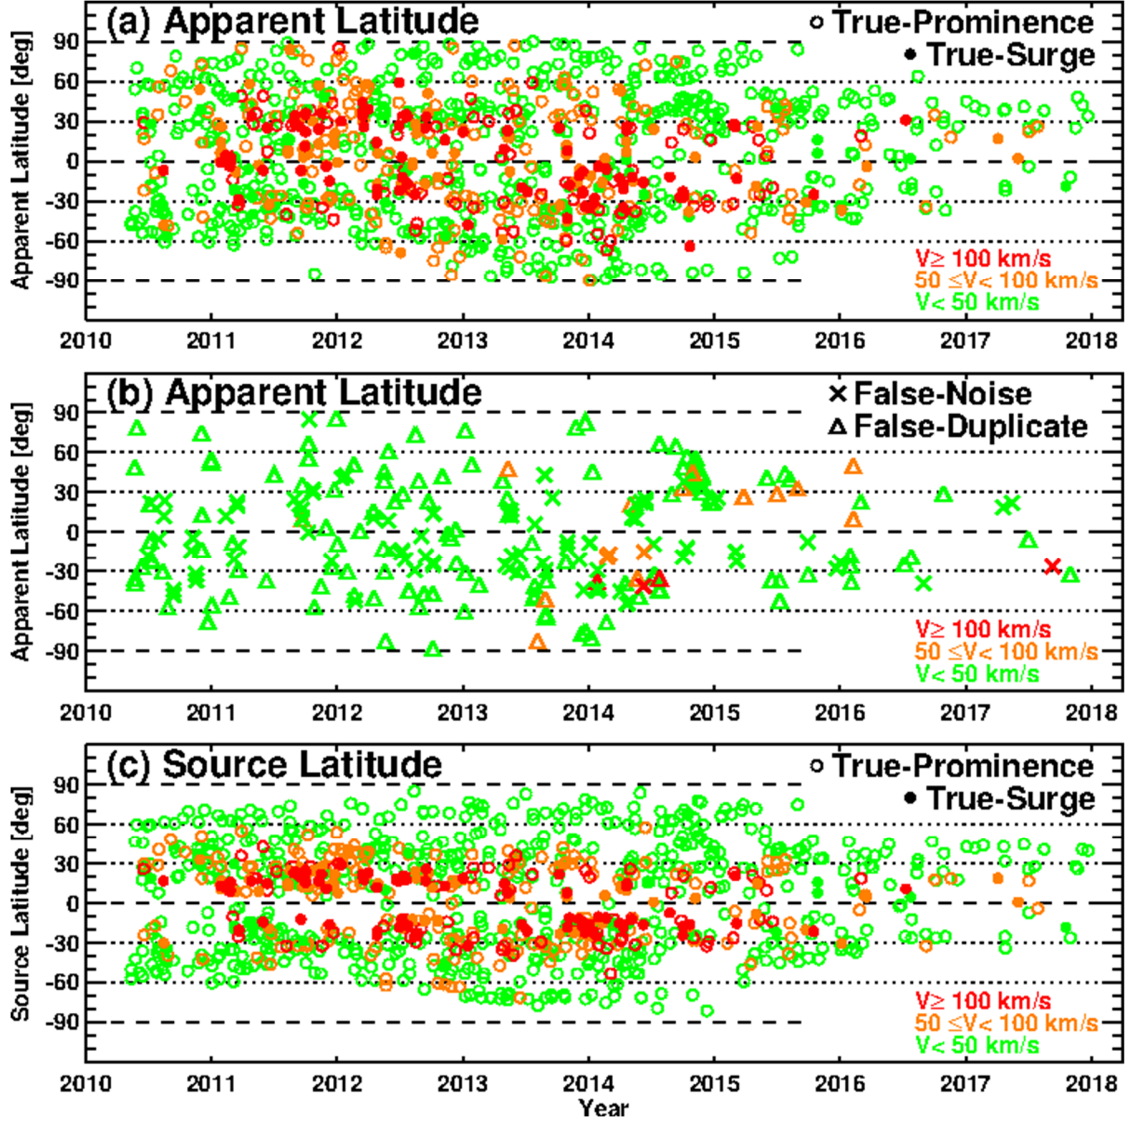 (a) Apparent Latitude
○ True-Prominence
● True-Surge
Apparent Latitude [deg]
90
60
30
0
-30
-60
-90
V≥ 100 km/s
50 ≤V< 100 km/s
V< 50 km/s
2010 2011 2012 2013 2014 2015 2016 2017 2018
(b) Apparent Latitude
× False-Noise
△ False-Duplicate
Apparent Latitude [deg]
90
60
30
0
-30
-60
-90
V≥ 100 km/s
50 ≤V< 100 km/s
V< 50 km/s
2010 2011 2012 2013 2014 2015 2016 2017 2018
(c) Source Latitude
○ True-Prominence
● True-Surge
Source Latitude [deg]
90
60
30
0
-30
-60
-90
V≥ 100 km/s
50 ≤V< 100 km/s
V< 50 km/s
2010 2011 2012 2013 2014 2015 2016 2017 2018
Year